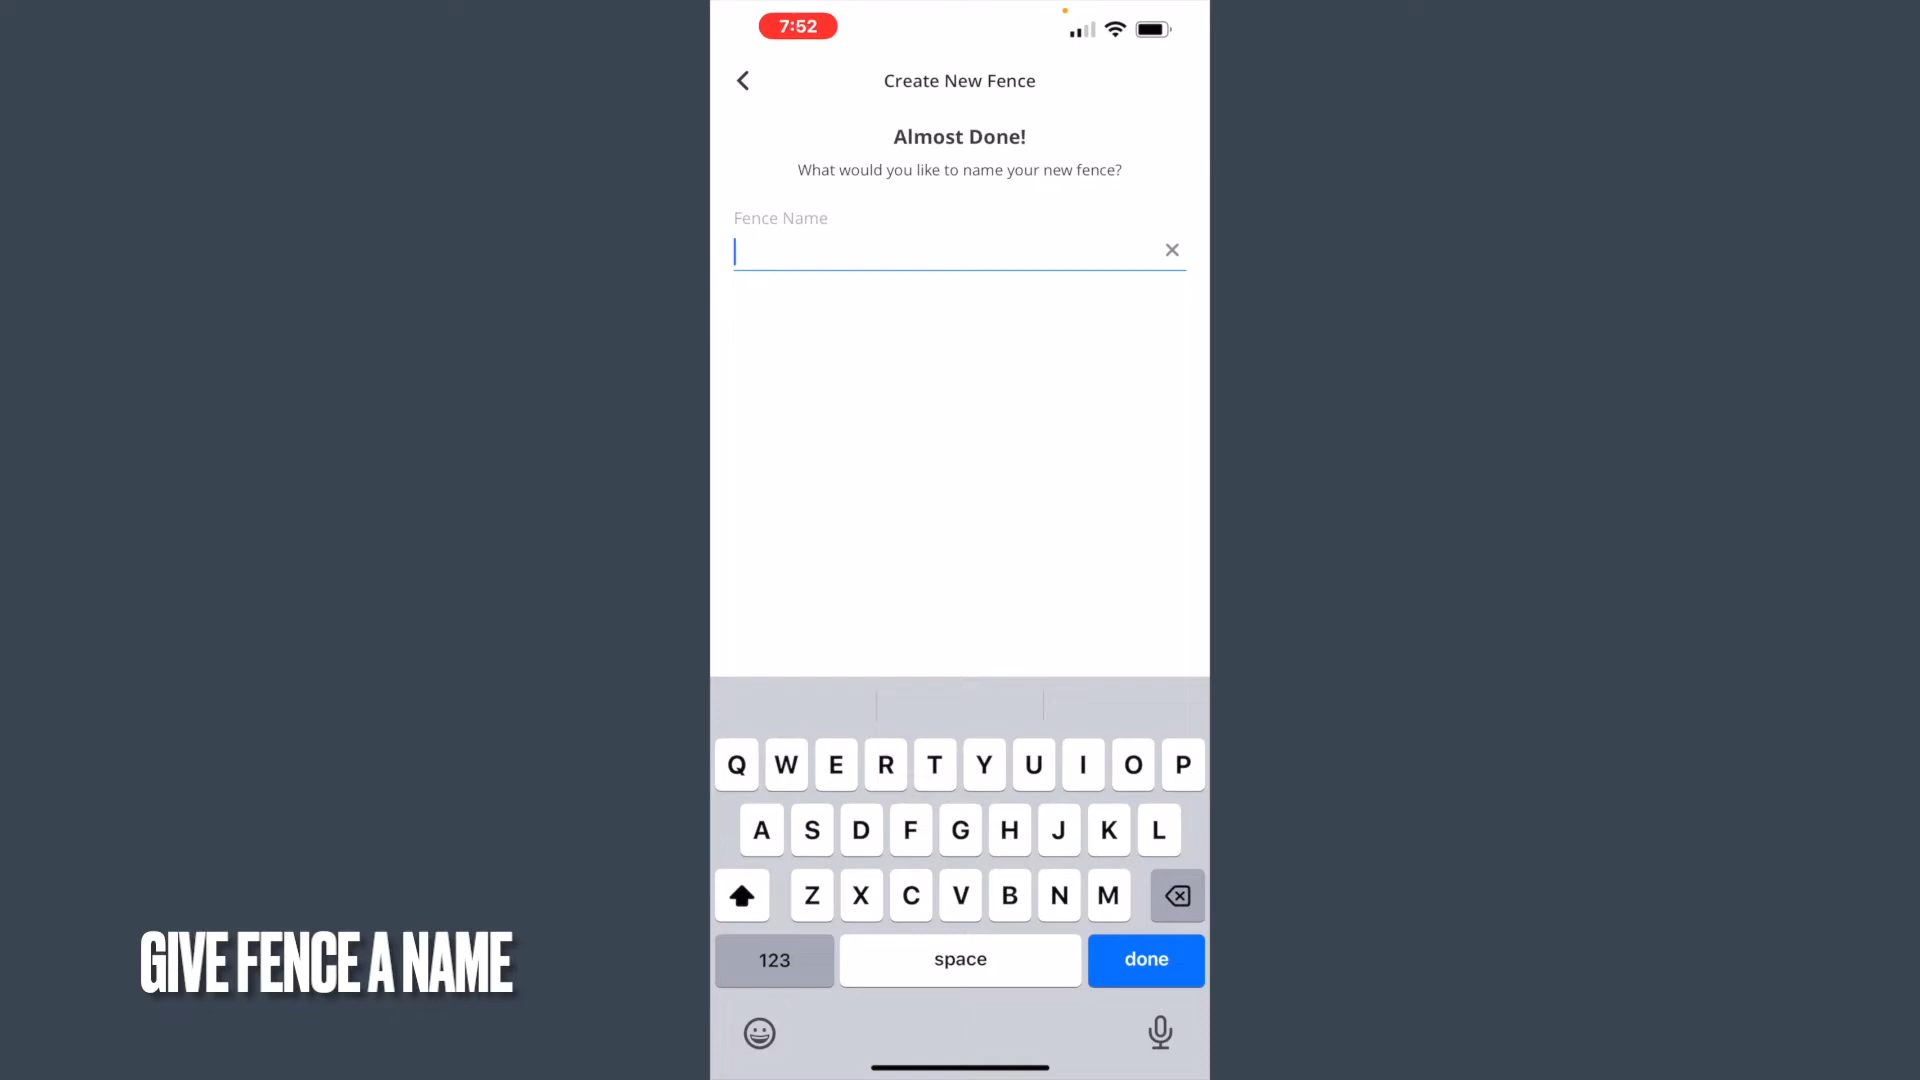 7:52
Create New Fence
Almost Done!
What would you like to name your new fence?
Fence Name
Q W E R T Y U I O P
A S D F G H J K L
Z X C V B N M
123 space done
GIVE FENCE A NAME